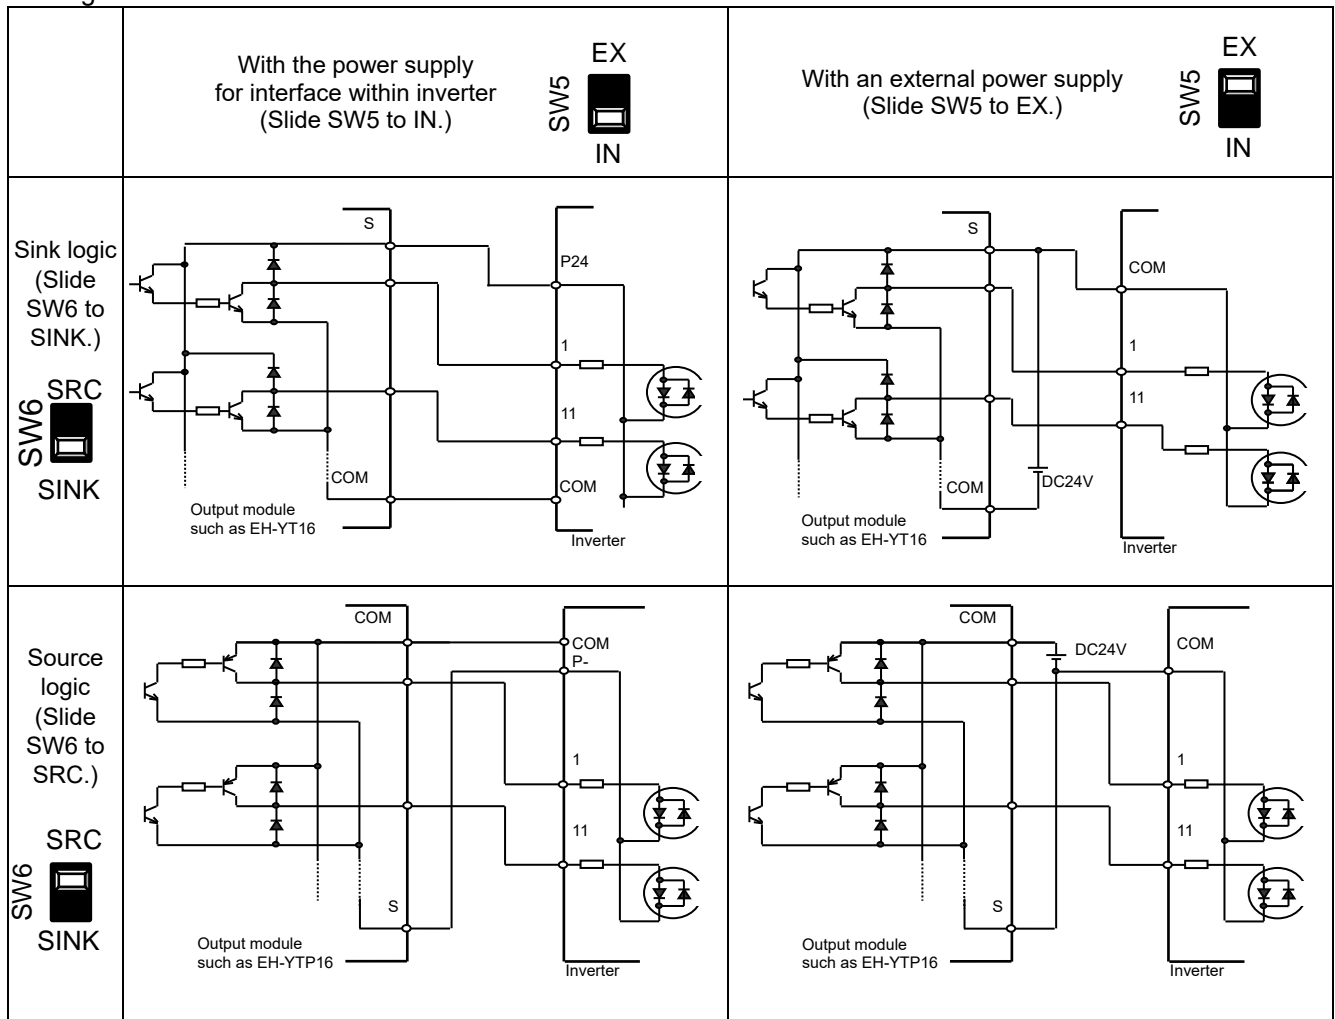 With the power supply
for interface within inverter
(Slide SW5 to IN.)
EX
SW5
IN
With an external power supply
(Slide SW5 to EX.)
EX
SW5
IN
Sink logic
(Slide
SW6 to
SINK.)
SRC
SW6
SINK
S
P24
1
11
COM
COM
Output module
such as EH-YT16
Inverter
S
COM
1
11
COM
DC24V
Output module
such as EH-YT16
Inverter
Source
logic
(Slide
SW6 to
SRC.)
SRC
SW6
SINK
COM
COM
P-
1
11
S
Output module
such as EH-YTP16
Inverter
COM
DC24V
COM
1
11
S
Output module
such as EH-YTP16
Inverter